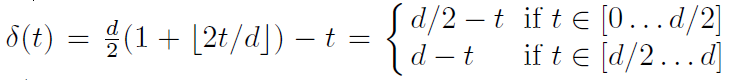 δ(t) = d/2 (1 + ⌊2t/d⌋) − t = { d/2 − t if t ∈ [0 . . . d/2]
d − t if t ∈ [d/2 . . . d]